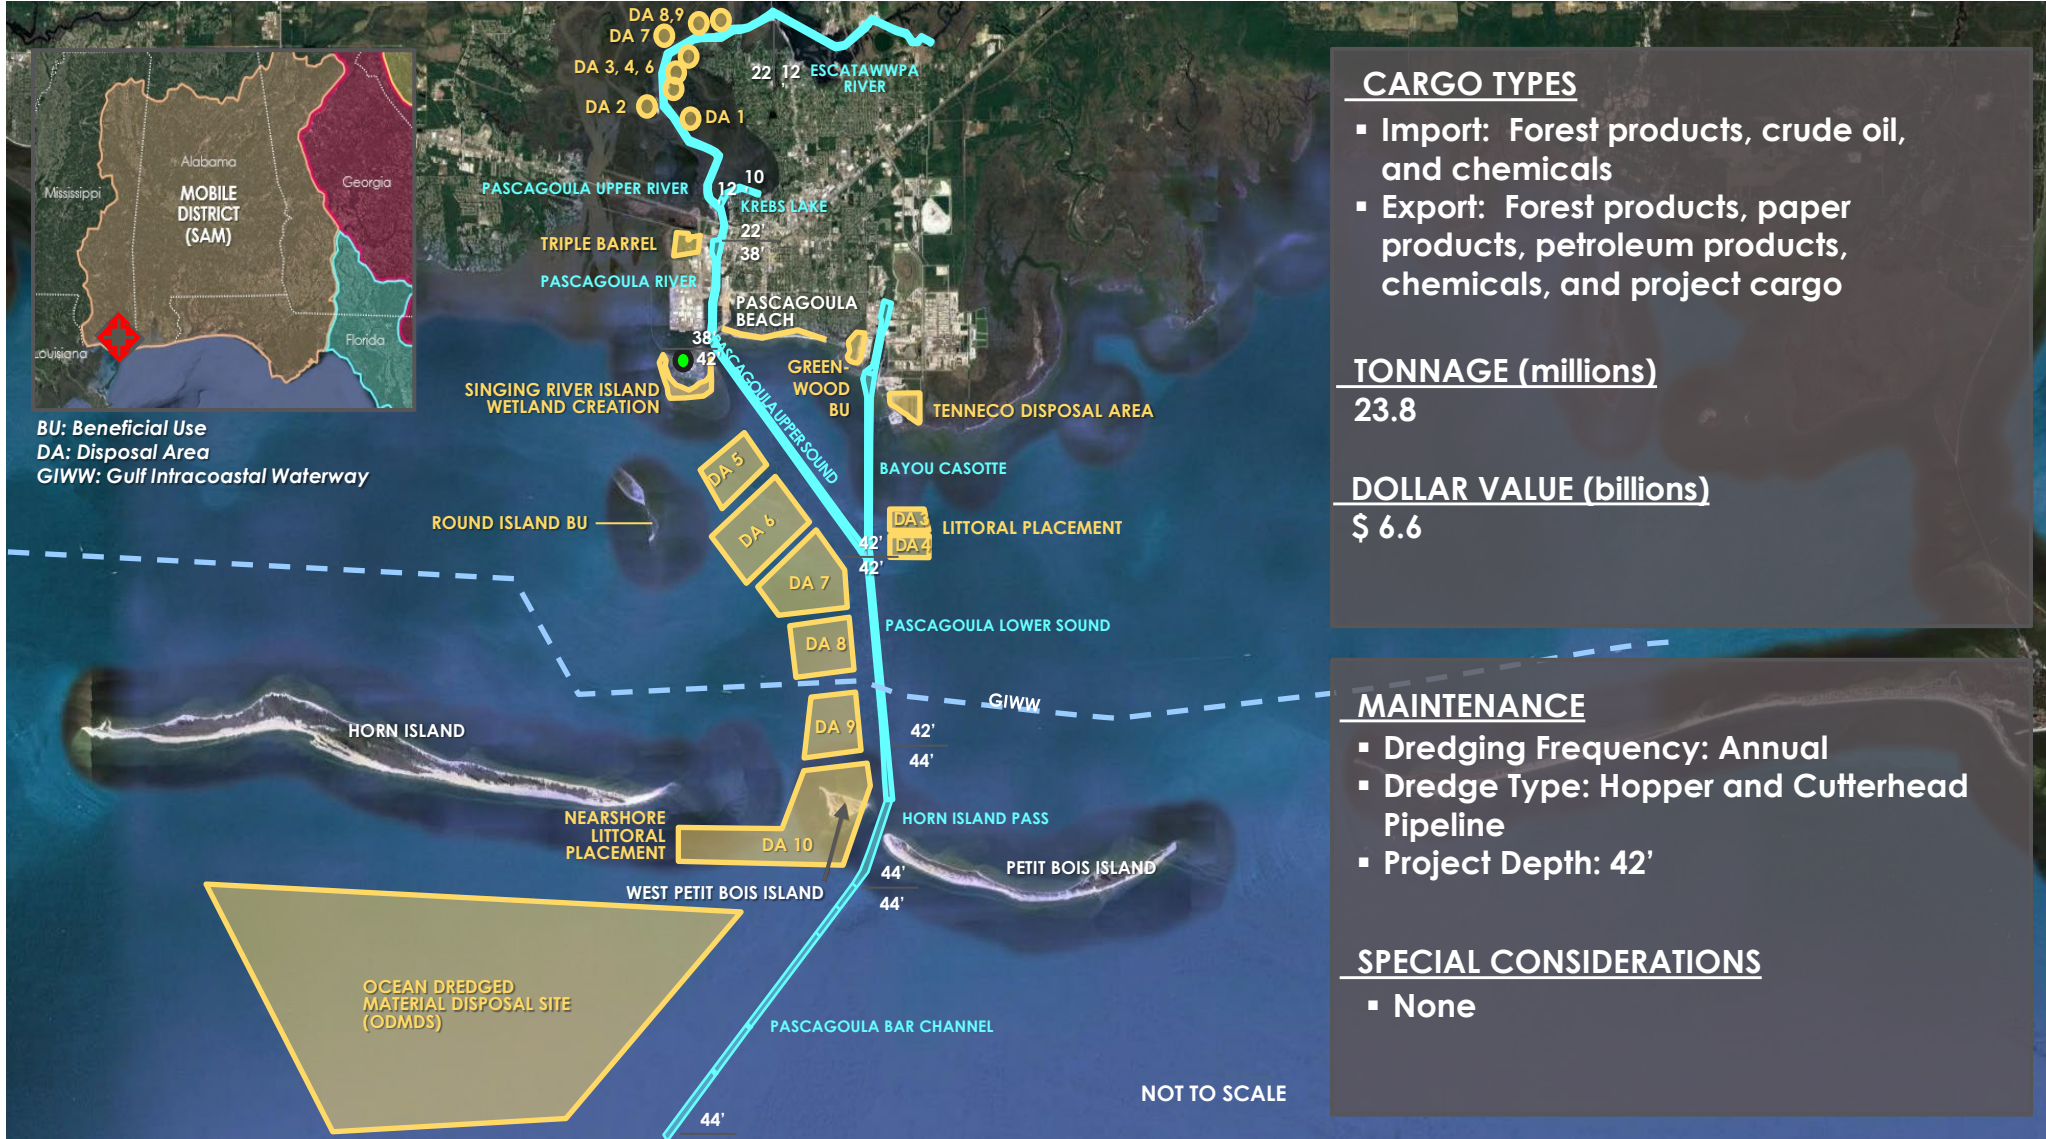 DA 8,9
DA 7
DA 3, 4, 6
DA 2
DA 1
22
12
ESCATAWWPA
RIVER
Mississippi
Alabama
MOBILE
DISTRICT
(SAM)
Georgia
Louisiana
Florida
BU: Beneficial Use
DA: Disposal Area
GIWW: Gulf Intracoastal Waterway
PASCAGOULA UPPER RIVER
12
10
KREBS LAKE
TRIPLE BARREL
22'
38'
PASCAGOULA RIVER
PASCAGOULA
BEACH
38'
42'
PASCAGOULA UPPER SOUND
GREEN-
WOOD
BU
SINGING RIVER ISLAND
WETLAND CREATION
TENNECO DISPOSAL AREA
BAYOU CASOTTE
DA 5
DA 6
DA 7
DA 8
DA 9
DA 10
ROUND ISLAND BU
DA 3
DA 4
LITTORAL PLACEMENT
42'
42'
PASCAGOULA LOWER SOUND
GIWW
42'
44'
HORN ISLAND
NEARSHORE
LITTORAL
PLACEMENT
HORN ISLAND PASS
PETIT BOIS ISLAND
WEST PETIT BOIS ISLAND
44'
44'
OCEAN DREDGED
MATERIAL DISPOSAL SITE
(ODMDS)
PASCAGOULA BAR CHANNEL
44'
NOT TO SCALE
CARGO TYPES
▪ Import: Forest products, crude oil,
and chemicals
▪ Export: Forest products, paper
products, petroleum products,
chemicals, and project cargo
TONNAGE (millions)
23.8
DOLLAR VALUE (billions)
$ 6.6
MAINTENANCE
▪ Dredging Frequency: Annual
▪ Dredge Type: Hopper and Cutterhead
Pipeline
▪ Project Depth: 42'
SPECIAL CONSIDERATIONS
▪ None